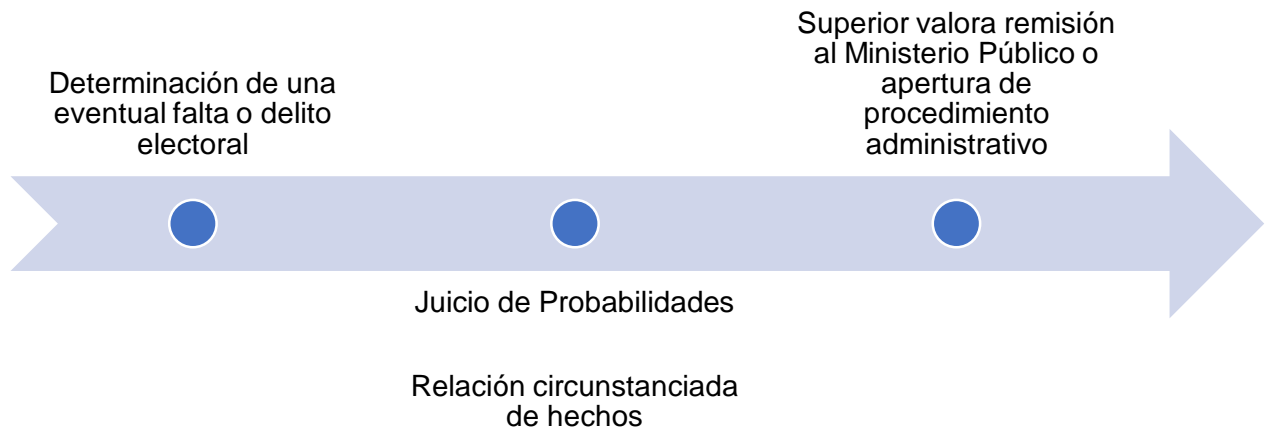 Determinación de una
eventual falta o delito
electoral
Juicio de Probabilidades
Relación circunstanciada
de hechos
Superior valora remisión
al Ministerio Público o
apertura de
procedimiento
administrativo